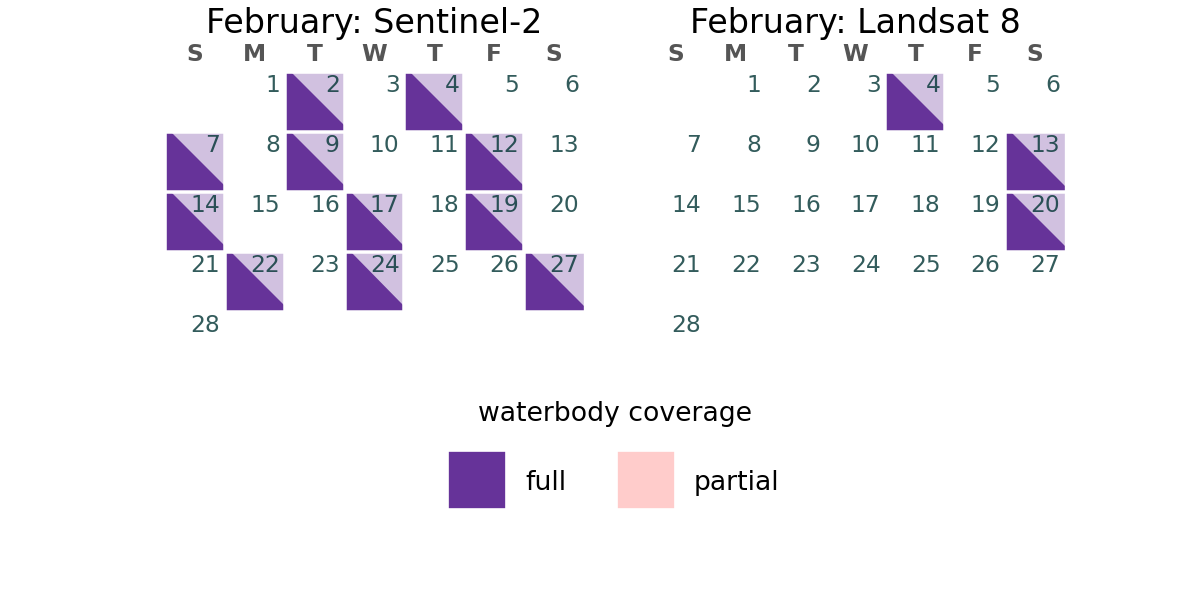 February: Sentinel-2
S M T W T F S
1 2 3 4 5 6
7 8 9 10 11 12 13
14 15 16 17 18 19 20
21 22 23 24 25 26 27
28
February: Landsat 8
S M T W T F S
1 2 3 4 5 6
7 8 9 10 11 12 13
14 15 16 17 18 19 20
21 22 23 24 25 26 27
28
waterbody coverage
full partial